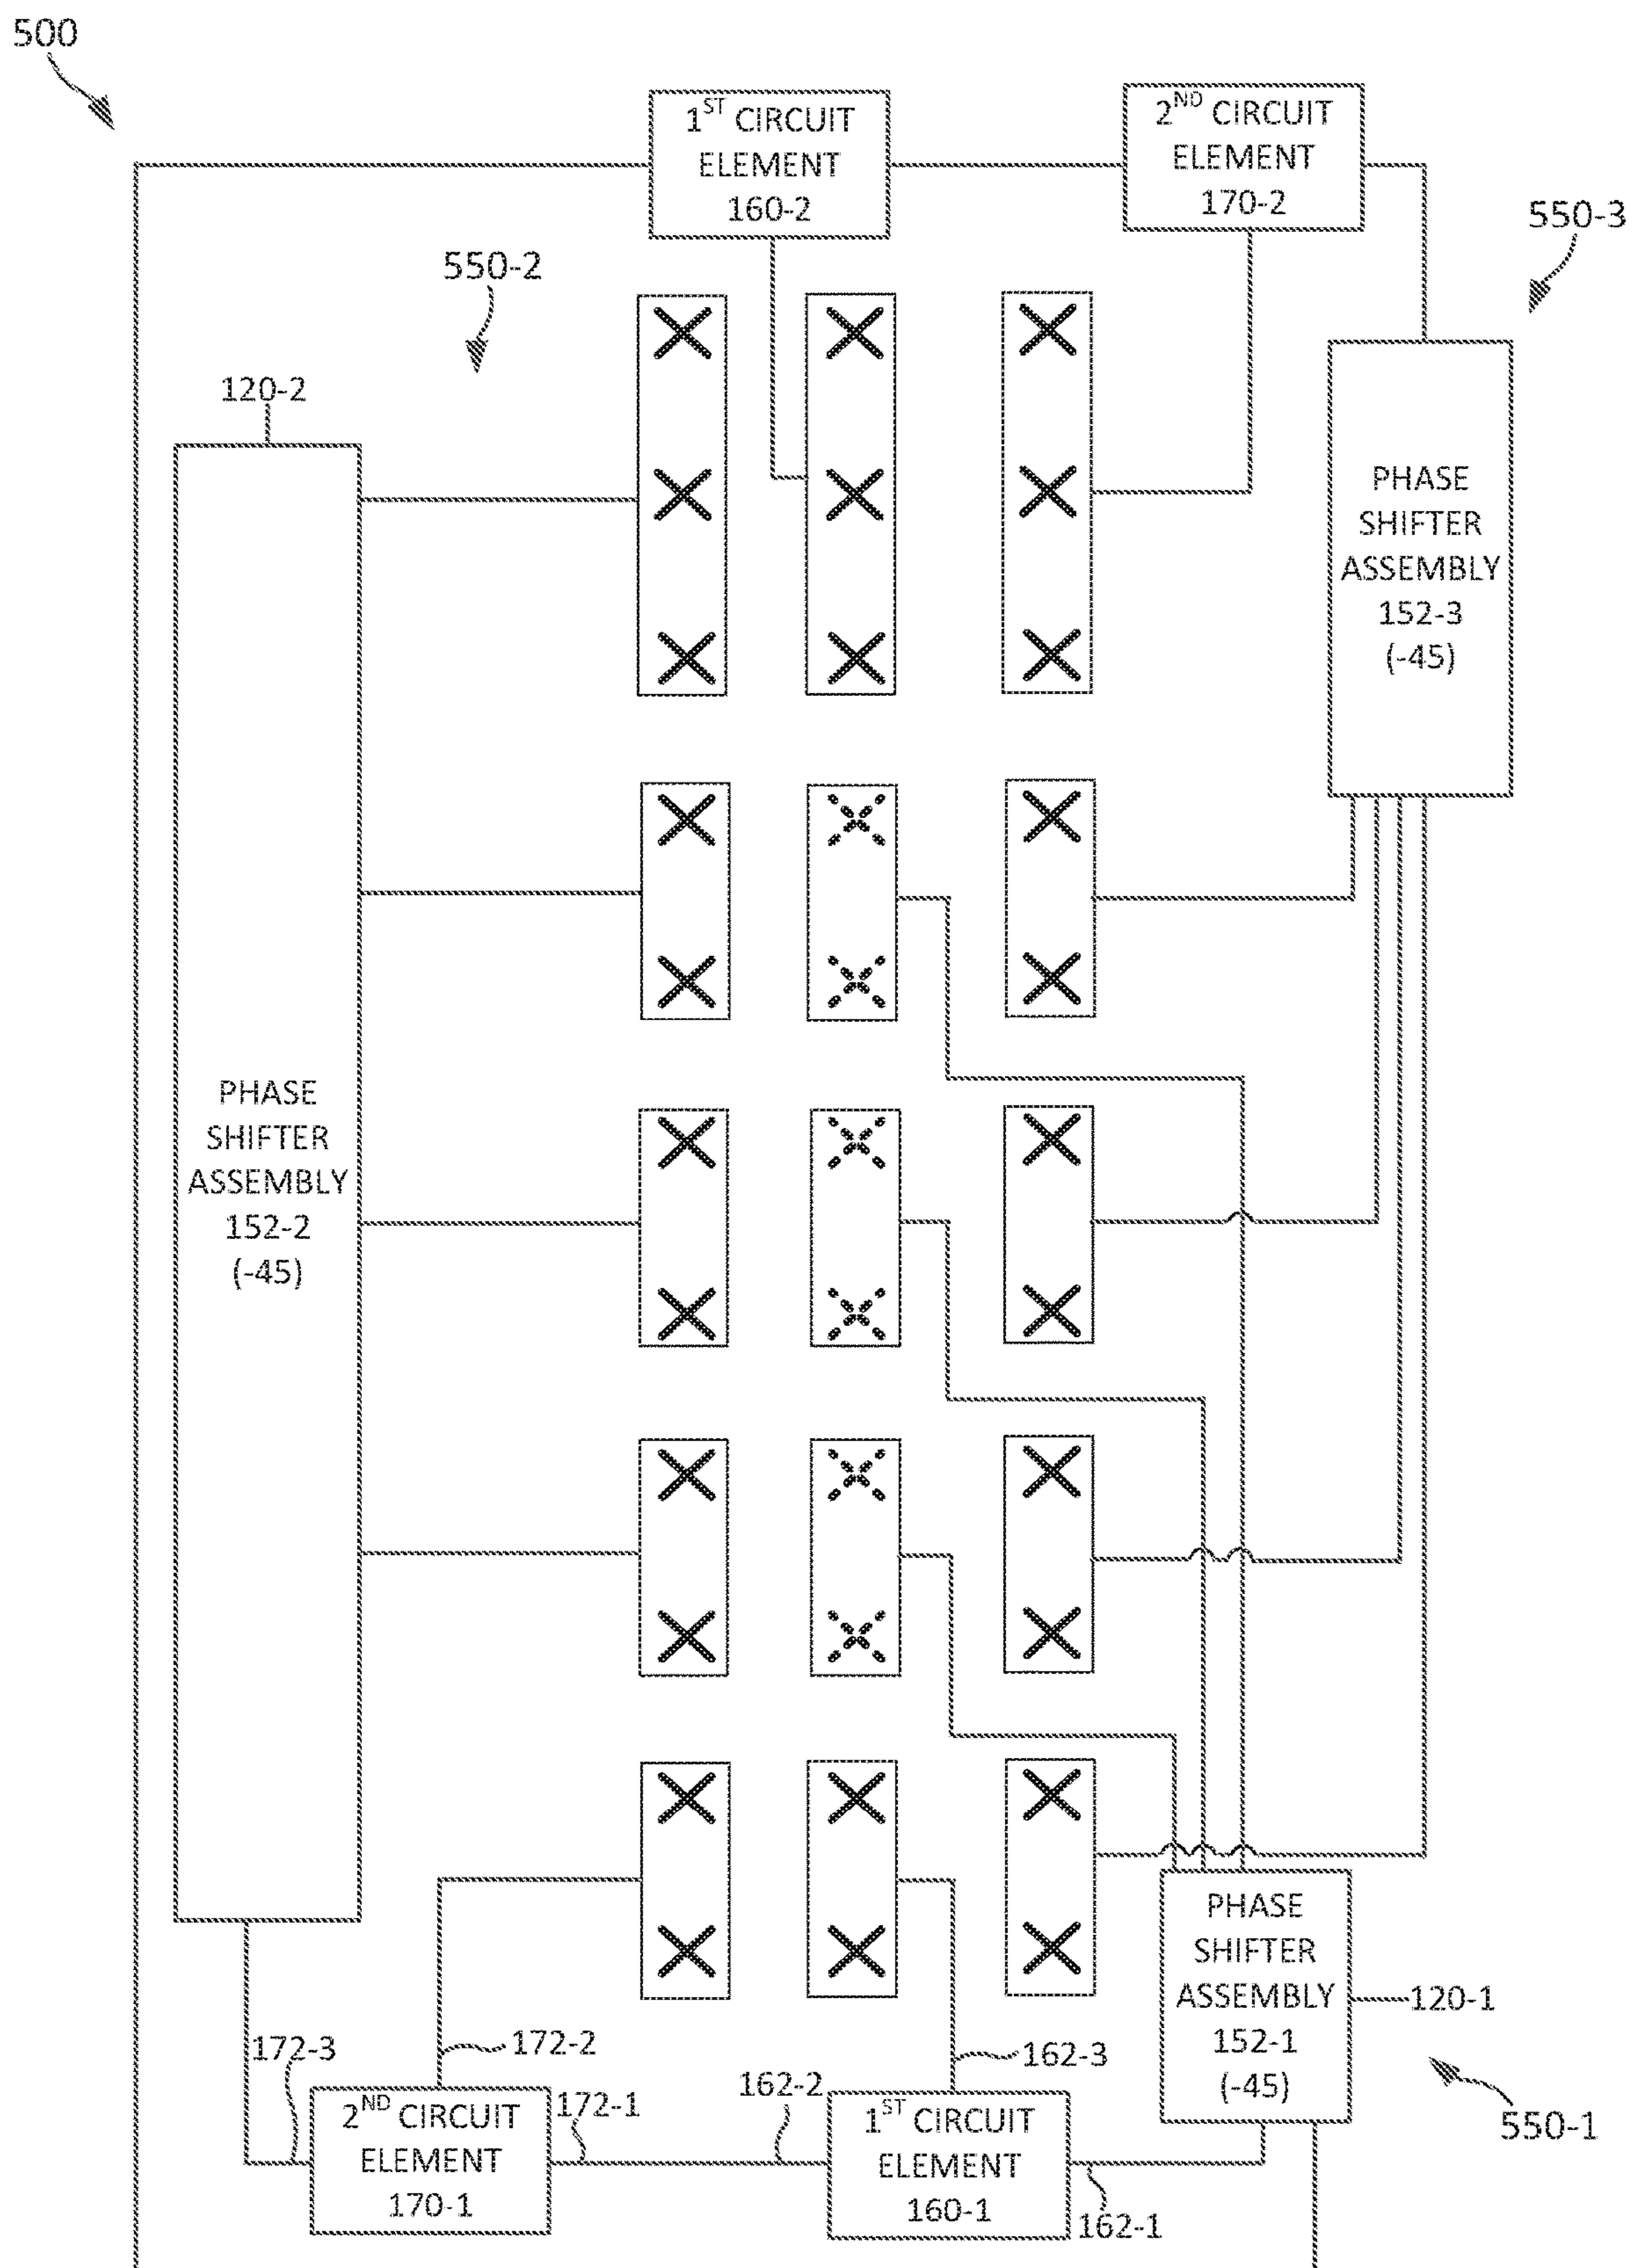 500
1ST CIRCUIT
ELEMENT
160-2
2ND CIRCUIT
ELEMENT
170-2
550-3
550-2
120-2
PHASE
SHIFTER
ASSEMBLY
152-3
(-45)
PHASE
SHIFTER
ASSEMBLY
152-2
(-45)
PHASE
SHIFTER
ASSEMBLY
152-1
(-45)
120-1
550-1
172-3
172-2
172-1
162-2
162-3
162-1
2ND CIRCUIT
ELEMENT
170-1
1ST CIRCUIT
ELEMENT
160-1